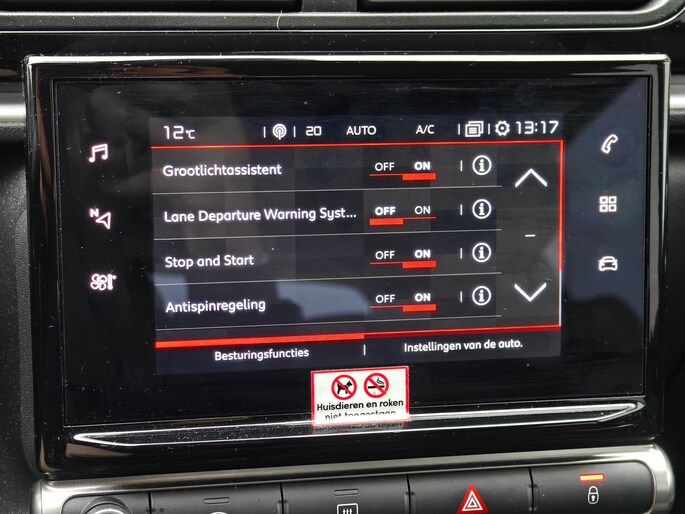 12°C 20 AUTO A/C 13:17
Grootlichtassistent OFF ON
Lane Departure Warning Syst... OFF ON
Stop and Start OFF ON
Antispinregeling OFF ON
Besturingsfuncties Instellingen van de auto.
N
Huisdieren en roken
niet toegestaan